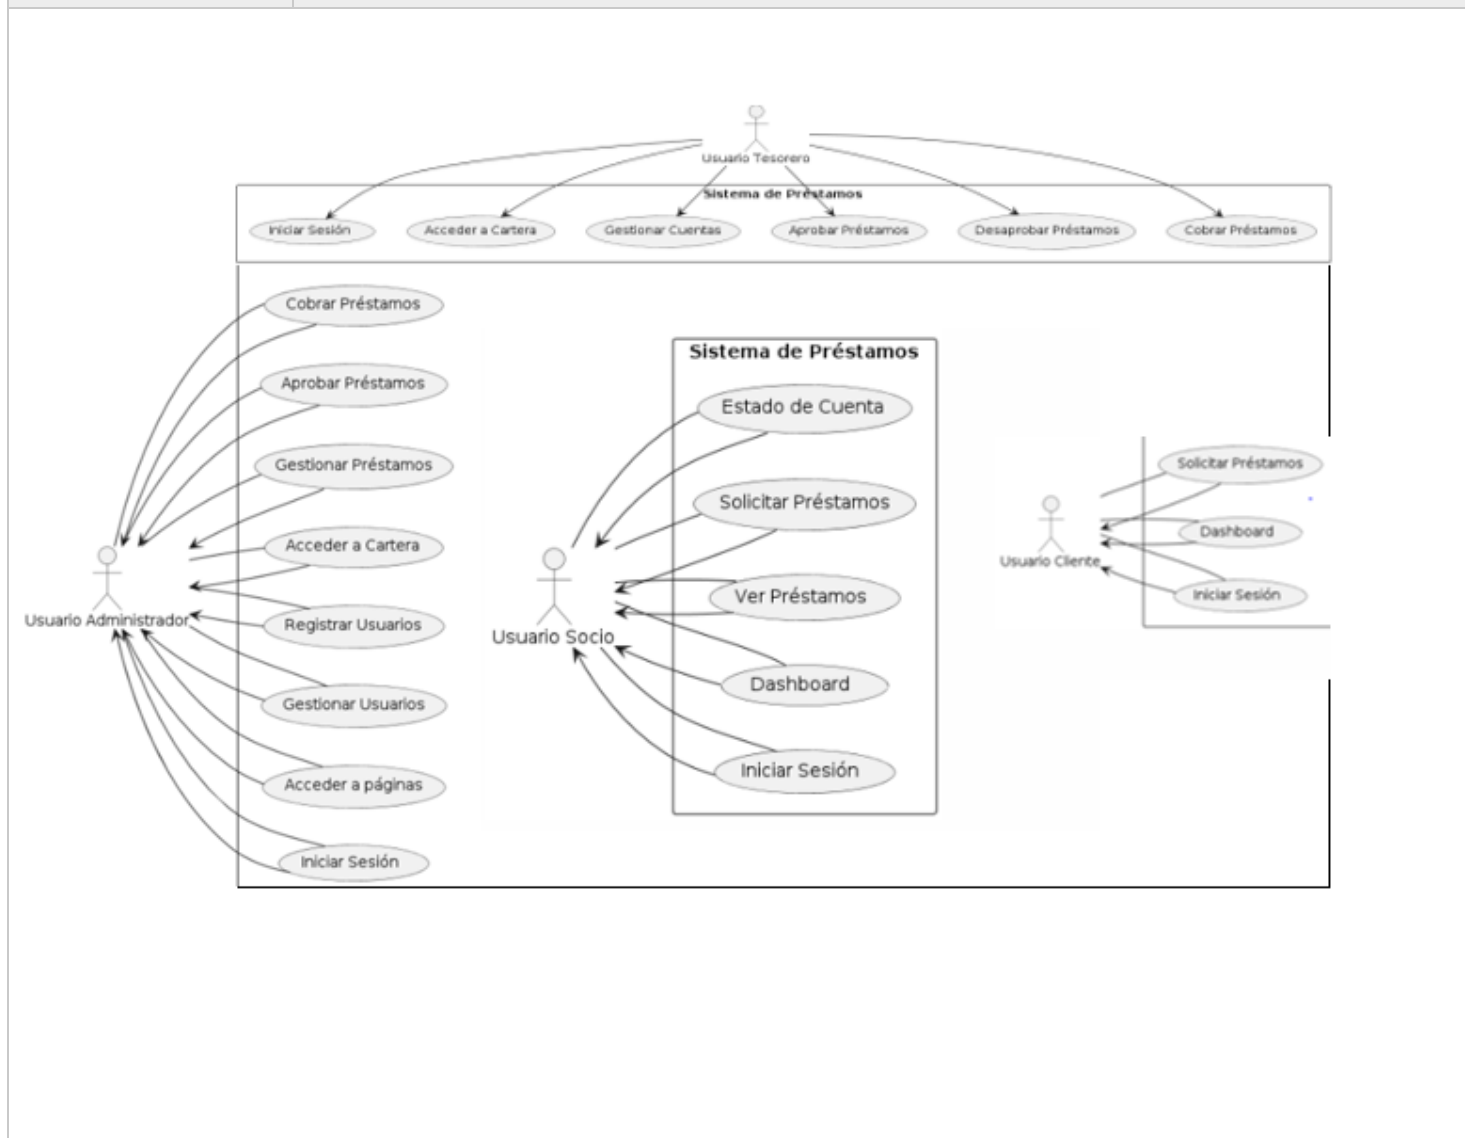 Usuario Tesorero
Sistema de Préstamos
Iniciar Sesión
Acceder a Cartera
Gestionar Cuentas
Aprobar Préstamos
Desaprobar Préstamos
Cobrar Préstamos
Usuario Administrador
Cobrar Préstamos
Aprobar Préstamos
Gestionar Préstamos
Acceder a Cartera
Registrar Usuarios
Gestionar Usuarios
Acceder a páginas
Iniciar Sesión
Usuario Socio
Sistema de Préstamos
Estado de Cuenta
Solicitar Préstamos
Ver Préstamos
Dashboard
Iniciar Sesión
Usuario Cliente
Solicitar Préstamos
Dashboard
Iniciar Sesión